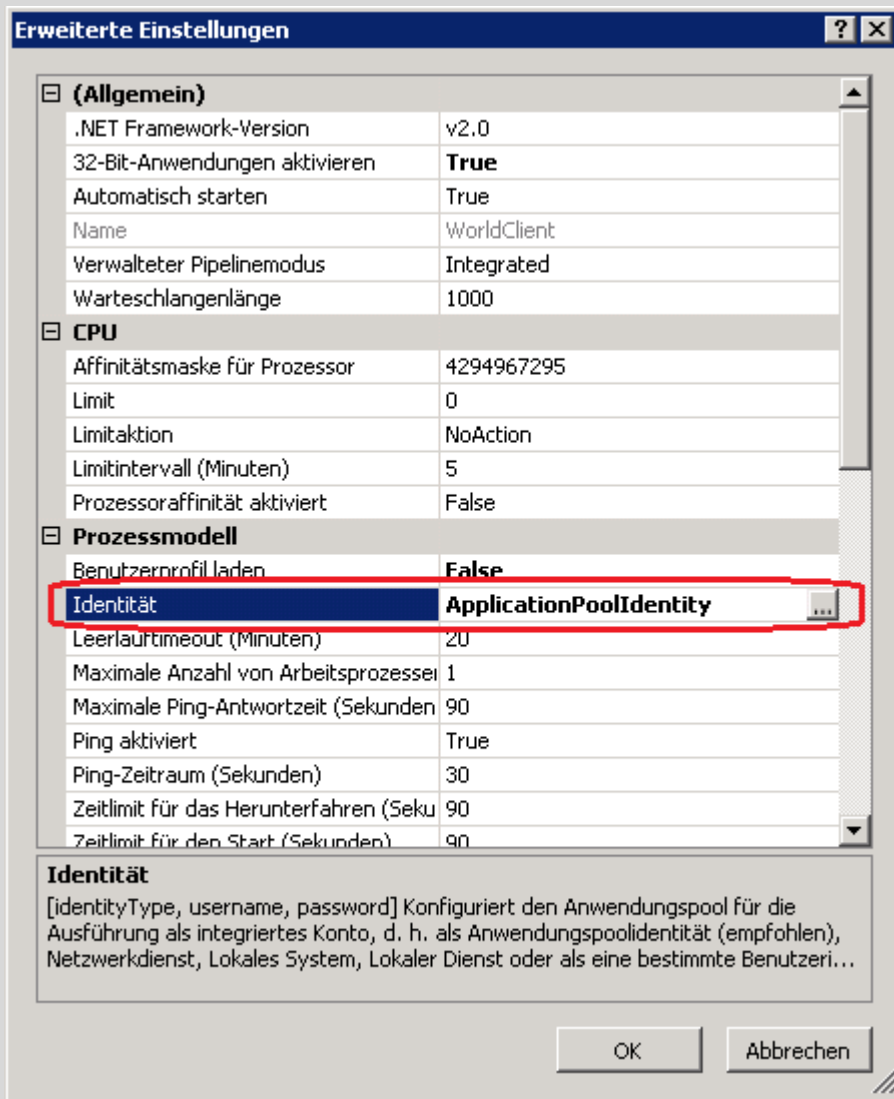 Erweiterte Einstellungen
(Allgemein)
.NET Framework-Version v2.0
32-Bit-Anwendungen aktivieren True
Automatisch starten True
Name WorldClient
Verwalteter Pipelinemodus Integrated
Warteschlangenlänge 1000
CPU
Affinitätsmaske für Prozessor 4294967295
Limit 0
Limitaktion NoAction
Limitintervall (Minuten) 5
Prozessoraffinität aktiviert False
Prozessmodell
Benutzerprofil laden False
Identität ApplicationPoolIdentity ...
Leerlauftimeout (Minuten) 20
Maximale Anzahl von Arbeitsprozesser 1
Maximale Ping-Antwortzeit (Sekunden 90
Ping aktiviert True
Ping-Zeitraum (Sekunden) 30
Zeitlimit für das Herunterfahren (Seku 90
Zeitlimit für den Start (Sekunden) 90
Identität
[identityType, username, password] Konfiguriert den Anwendungspool für die
Ausführung als integriertes Konto, d. h. als Anwendungspoolidentität (empfohlen),
Netzwerkdienst, Lokales System, Lokaler Dienst oder als eine bestimmte Benutzeri...
OK Abbrechen